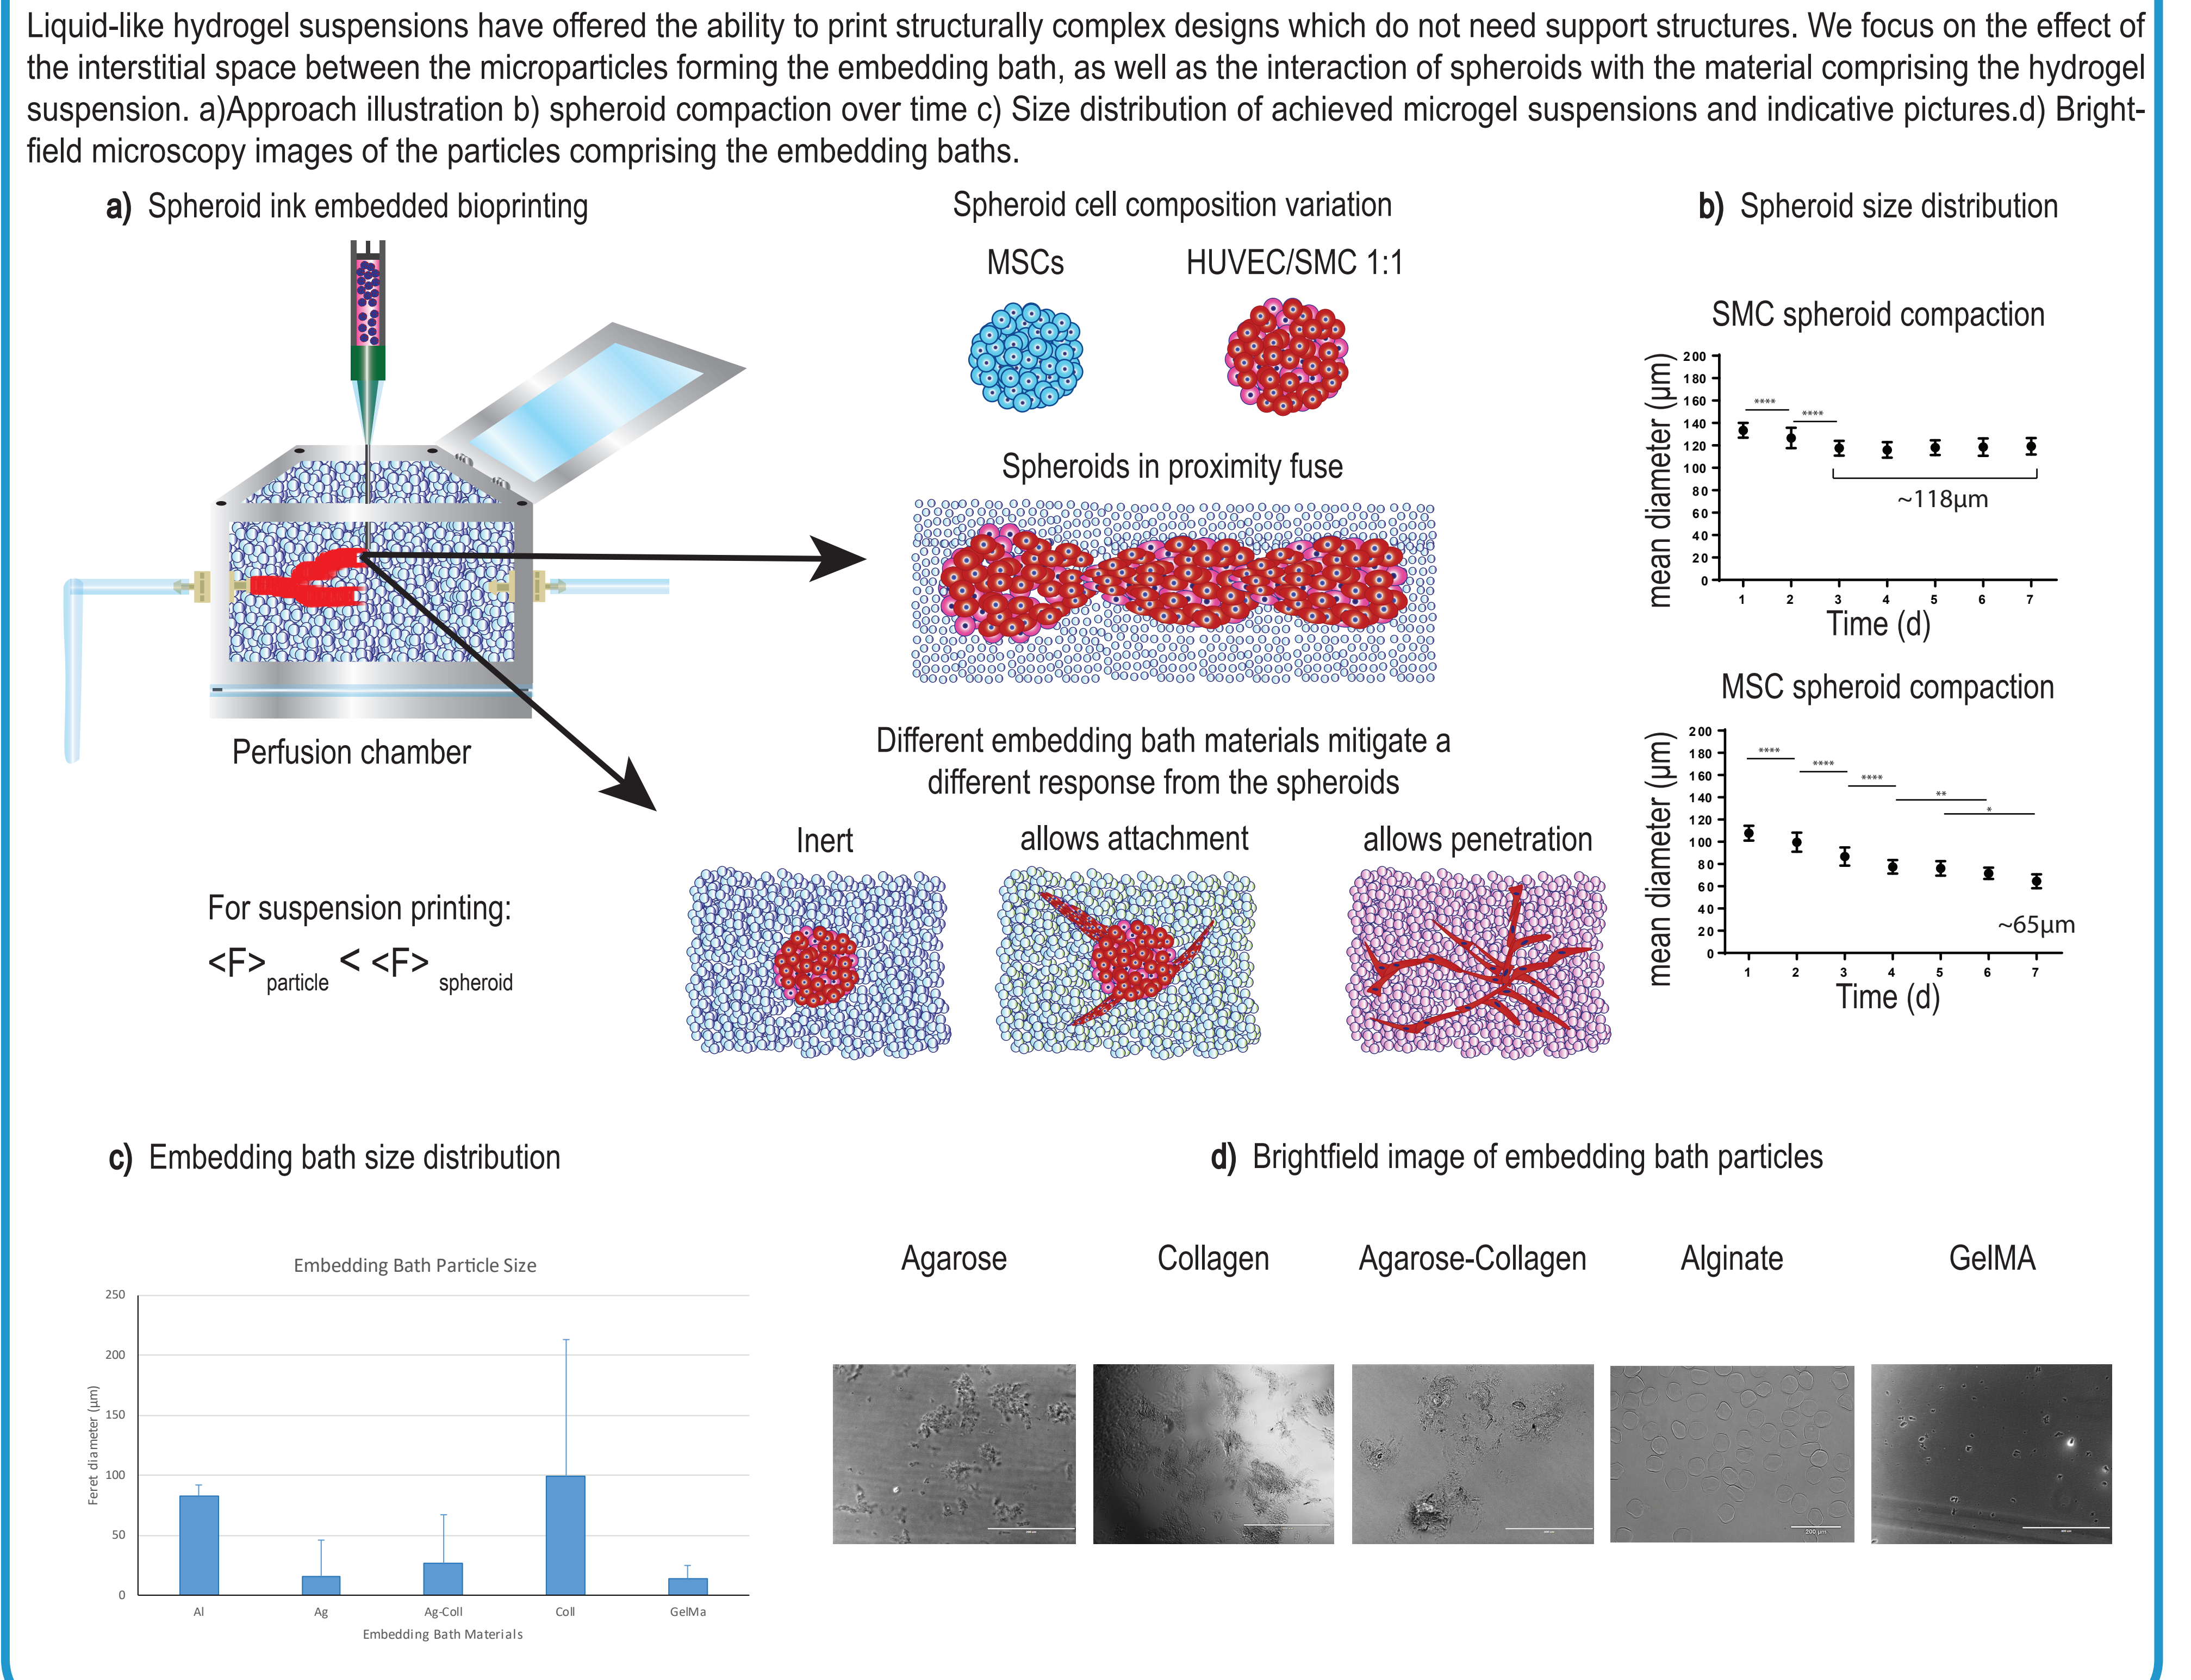 Liquid-like hydrogel suspensions have offered the ability to print structurally complex designs which do not need support structures. We focus on the effect of
the interstitial space between the microparticles forming the embedding bath, as well as the interaction of spheroids with the material comprising the hydrogel
suspension. a)Approach illustration b) spheroid compaction over time c) Size distribution of achieved microgel suspensions and indicative pictures.d) Bright-
field microscopy images of the particles comprising the embedding baths.
a) Spheroid ink embedded bioprinting
Perfusion chamber
For suspension printing:
<F>particle < <F> spheroid
Spheroid cell composition variation
MSCs
HUVEC/SMC 1:1
Spheroids in proximity fuse
Different embedding bath materials mitigate a
different response from the spheroids
Inert
allows attachment
allows penetration
b) Spheroid size distribution
SMC spheroid compaction
mean diameter (µm)
200
180
160
140
120
100
80
60
40
20
0
****
****
~118µm
1 2 3 4 5 6 7
Time (d)
MSC spheroid compaction
mean diameter (µm)
200
180
160
140
120
100
80
60
40
20
0
****
****
****
**
*
~65µm
1 2 3 4 5 6 7
Time (d)
c) Embedding bath size distribution
Embedding Bath Particle Size
Feret diameter (µm)
250
200
150
100
50
0
Al Ag Ag-Coll Coll GelMa
Embedding Bath Materials
d) Brightfield image of embedding bath particles
Agarose
Collagen
Agarose-Collagen
Alginate
GelMA
200 µm